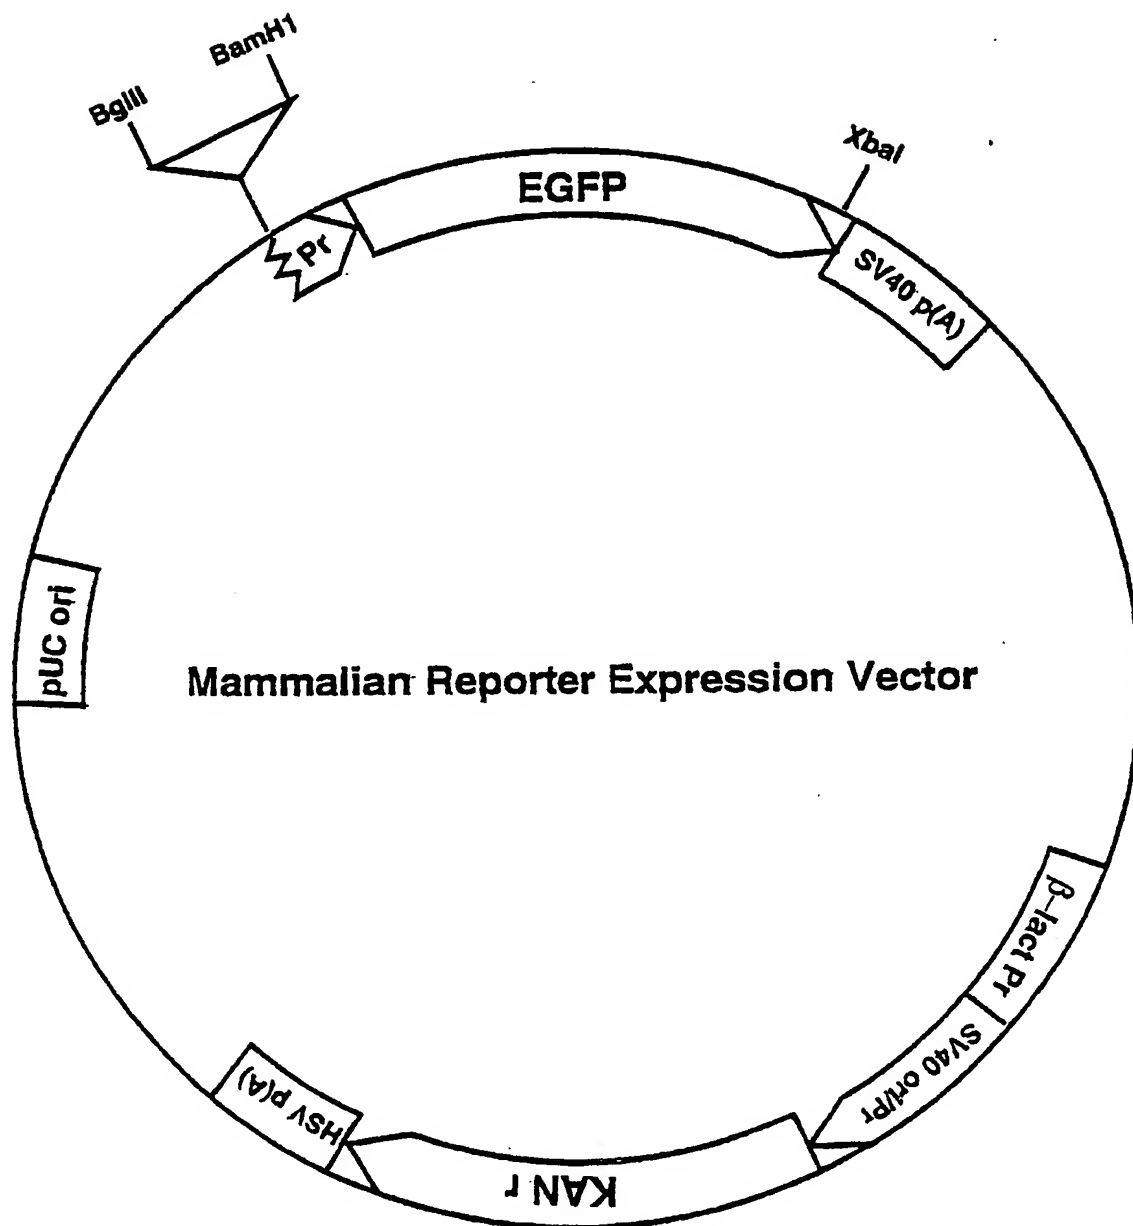 BamH1
BglII
XbaI
EGFP
Pr
SV40 p(A)
pUC ori
Mammalian Reporter Expression Vector
β-lact Pr
SV40 ori/Pr
HSV p(A)
KAN r